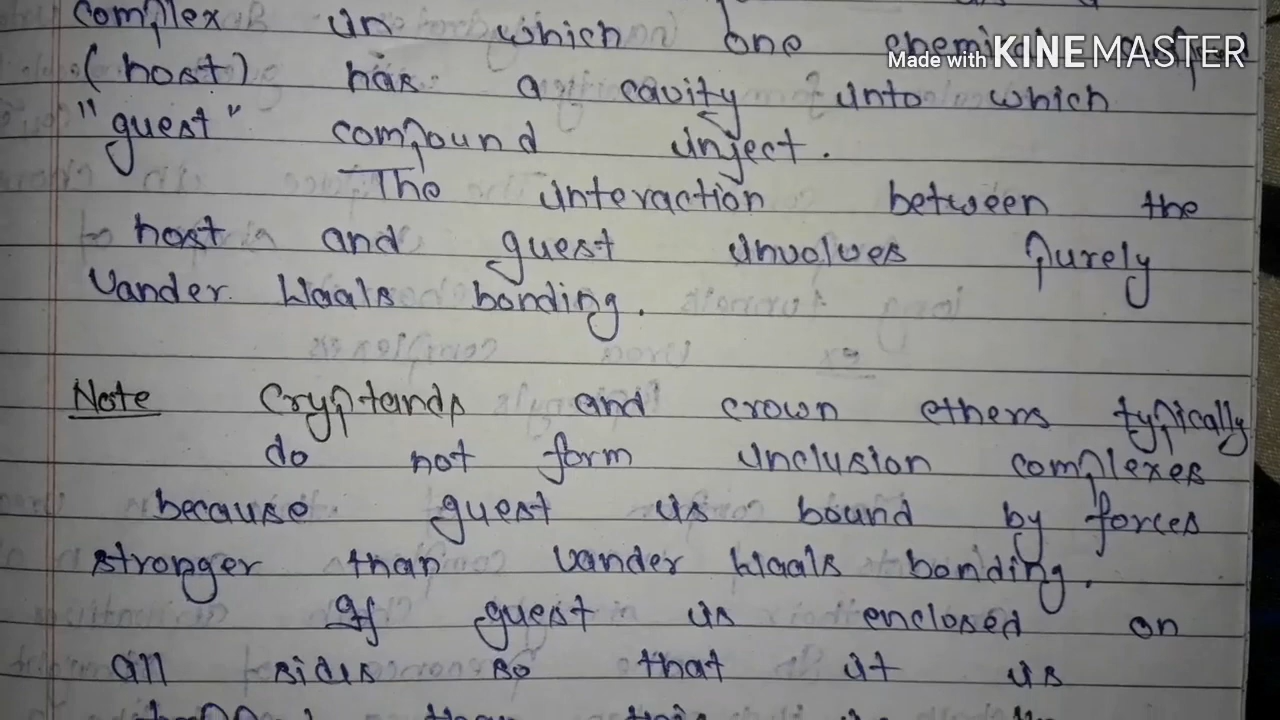 complex in which one chemical
Made with KINEMASTER
(host) has a cavity into which
"guest" compound inject.
The interaction between the
host and guest involves purely
Vander Waals bonding.
Note Cryptands and crown ethers typically
do not form inclusion complexes
because guest is bound by forces
stronger than vander Waals bonding.
If guest is enclosed on
all sides so that it is